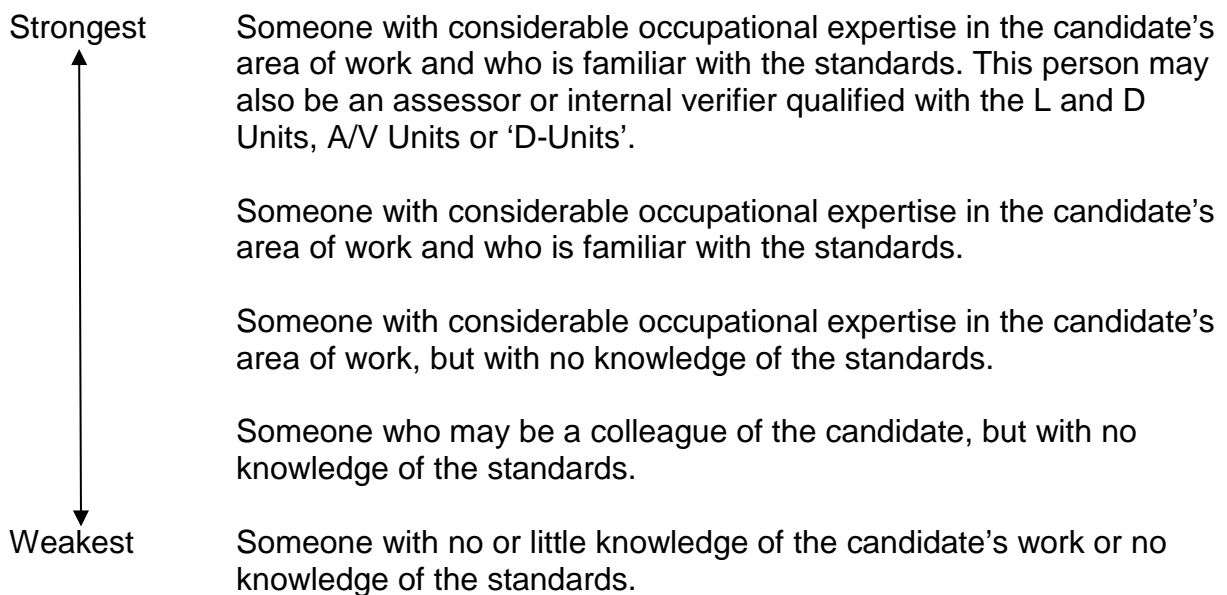 Strongest Someone with considerable occupational expertise in the candidate’s
area of work and who is familiar with the standards. This person may
also be an assessor or internal verifier qualified with the L and D
Units, A/V Units or ‘D-Units’.
Someone with considerable occupational expertise in the candidate’s
area of work and who is familiar with the standards.
Someone with considerable occupational expertise in the candidate’s
area of work, but with no knowledge of the standards.
Someone who may be a colleague of the candidate, but with no
knowledge of the standards.
Weakest Someone with no or little knowledge of the candidate’s work or no
knowledge of the standards.